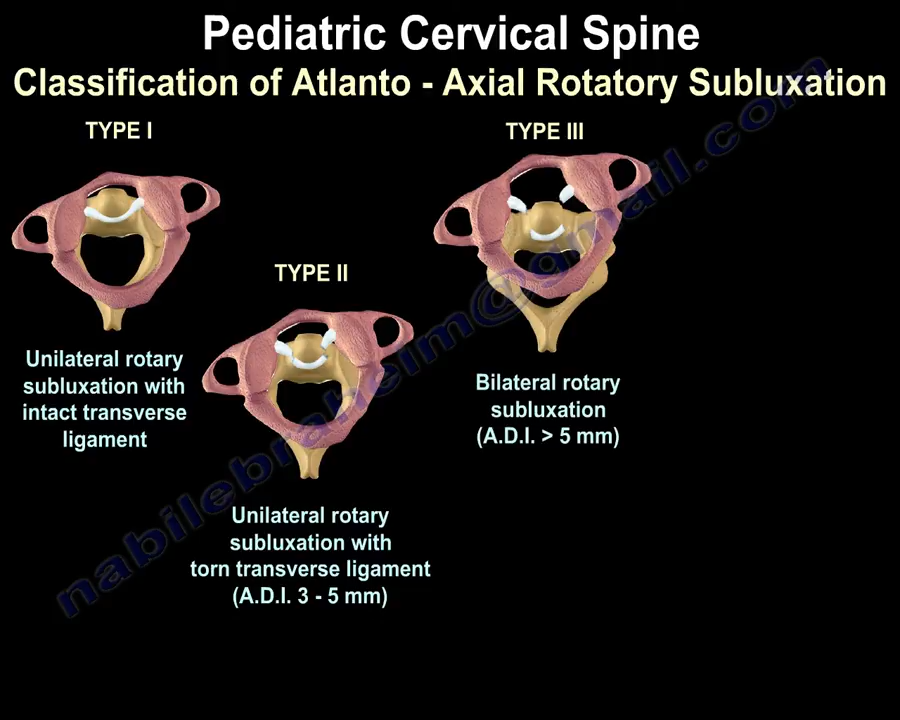 Pediatric Cervical Spine
Classification of Atlanto - Axial Rotatory Subluxation
TYPE I
Unilateral rotary
subluxation with
intact transverse
ligament
TYPE II
Unilateral rotary
subluxation with
torn transverse ligament
(A.D.I. 3 - 5 mm)
TYPE III
Bilateral rotary
subluxation
(A.D.I. > 5 mm)
nabilebraheim@gmail.com